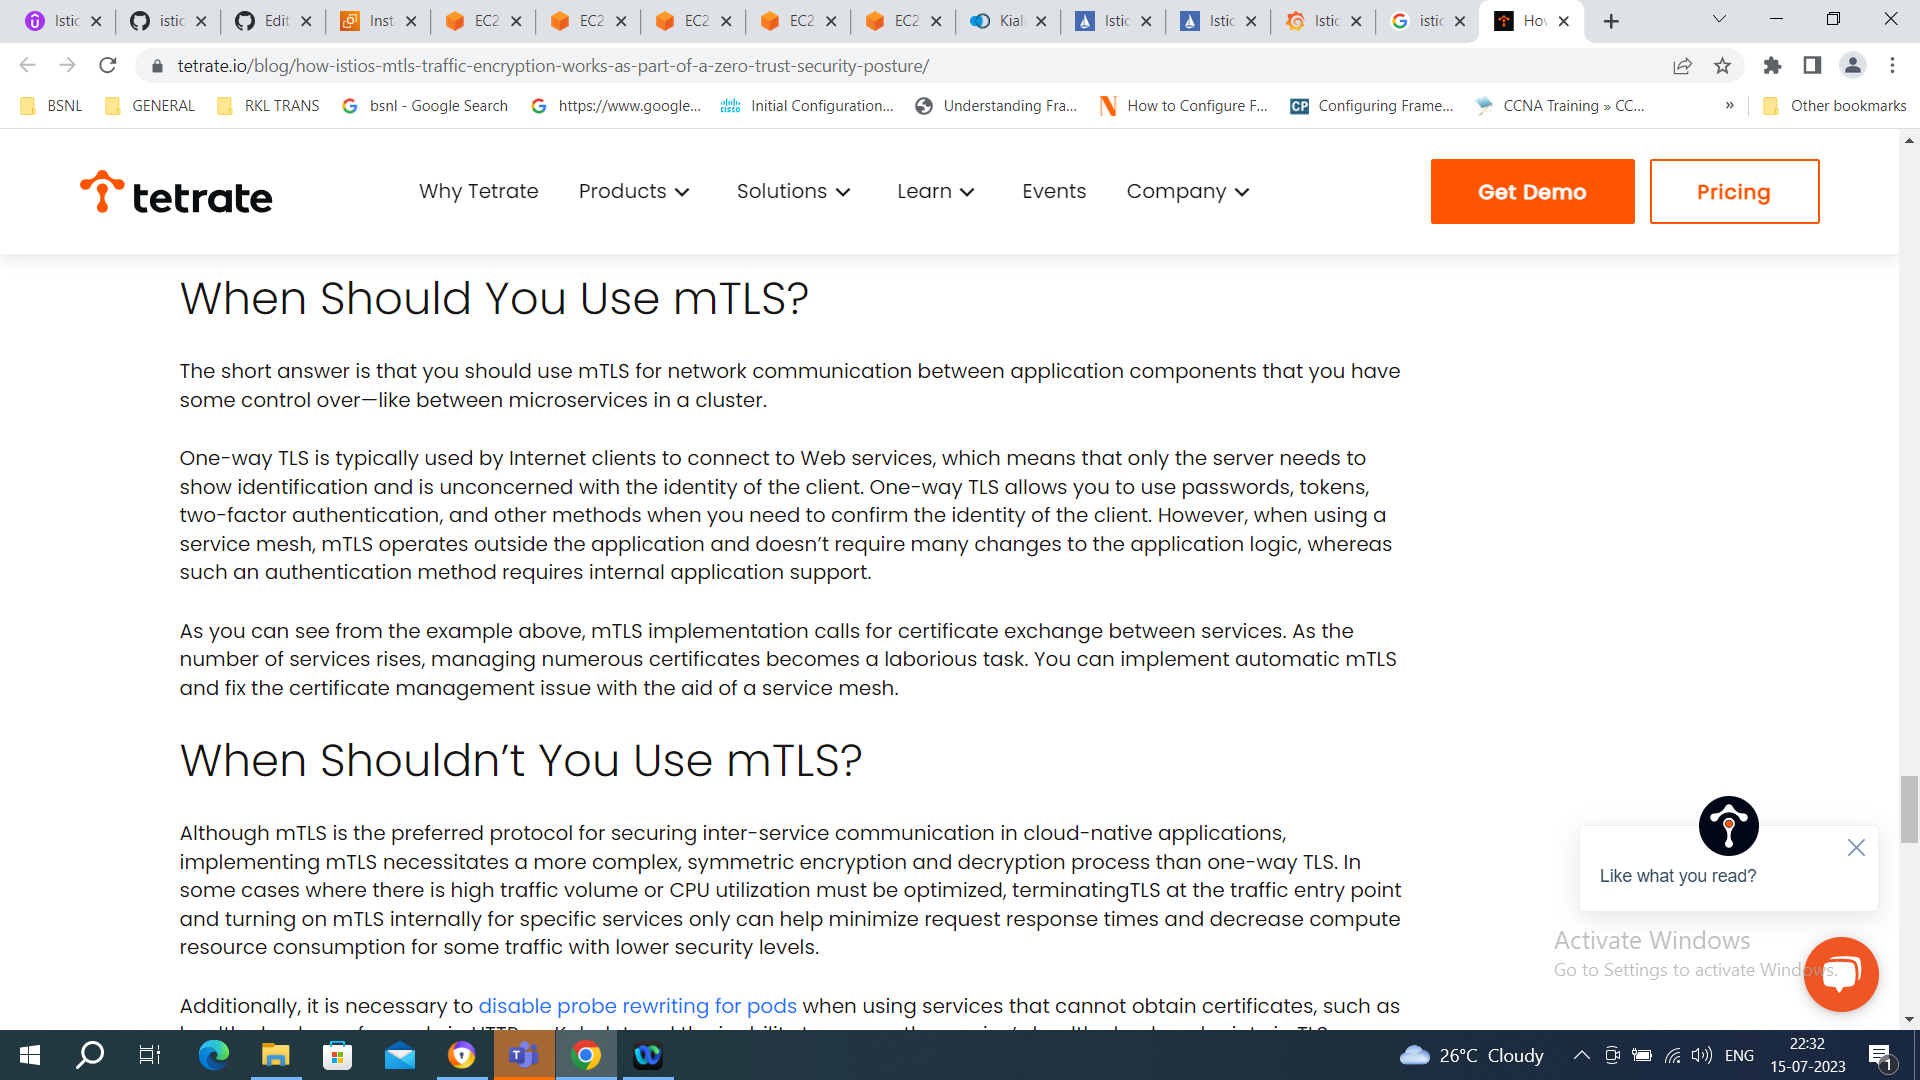 Istic
istic
Edit
Inst
EC2
EC2
EC2
EC2
EC2
Kiali
Istic
Istic
Istic
istic
How
tetrate.io/blog/how-istios-mtls-traffic-encryption-works-as-part-of-a-zero-trust-security-posture/
BSNL
GENERAL
RKL TRANS
bsnl - Google Search
https://www.google...
Initial Configuration...
Understanding Fra...
How to Configure F...
CP Configuring Frame...
CCNA Training » CC...
»
Other bookmarks
tetrate
Why Tetrate
Products
Solutions
Learn
Events
Company
Get Demo
Pricing
When Should You Use mTLS?
The short answer is that you should use mTLS for network communication between application components that you have
some control over—like between microservices in a cluster.
One-way TLS is typically used by Internet clients to connect to Web services, which means that only the server needs to
show identification and is unconcerned with the identity of the client. One-way TLS allows you to use passwords, tokens,
two-factor authentication, and other methods when you need to confirm the identity of the client. However, when using a
service mesh, mTLS operates outside the application and doesn’t require many changes to the application logic, whereas
such an authentication method requires internal application support.
As you can see from the example above, mTLS implementation calls for certificate exchange between services. As the
number of services rises, managing numerous certificates becomes a laborious task. You can implement automatic mTLS
and fix the certificate management issue with the aid of a service mesh.
When Shouldn’t You Use mTLS?
Although mTLS is the preferred protocol for securing inter-service communication in cloud-native applications,
implementing mTLS necessitates a more complex, symmetric encryption and decryption process than one-way TLS. In
some cases where there is high traffic volume or CPU utilization must be optimized, terminatingTLS at the traffic entry point
and turning on mTLS internally for specific services only can help minimize request response times and decrease compute
resource consumption for some traffic with lower security levels.
Additionally, it is necessary to disable probe rewriting for pods when using services that cannot obtain certificates, such as
Like what you read?
Activate Windows
Go to Settings to activate Windows.
26°C Cloudy
ENG
22:32
15-07-2023
1